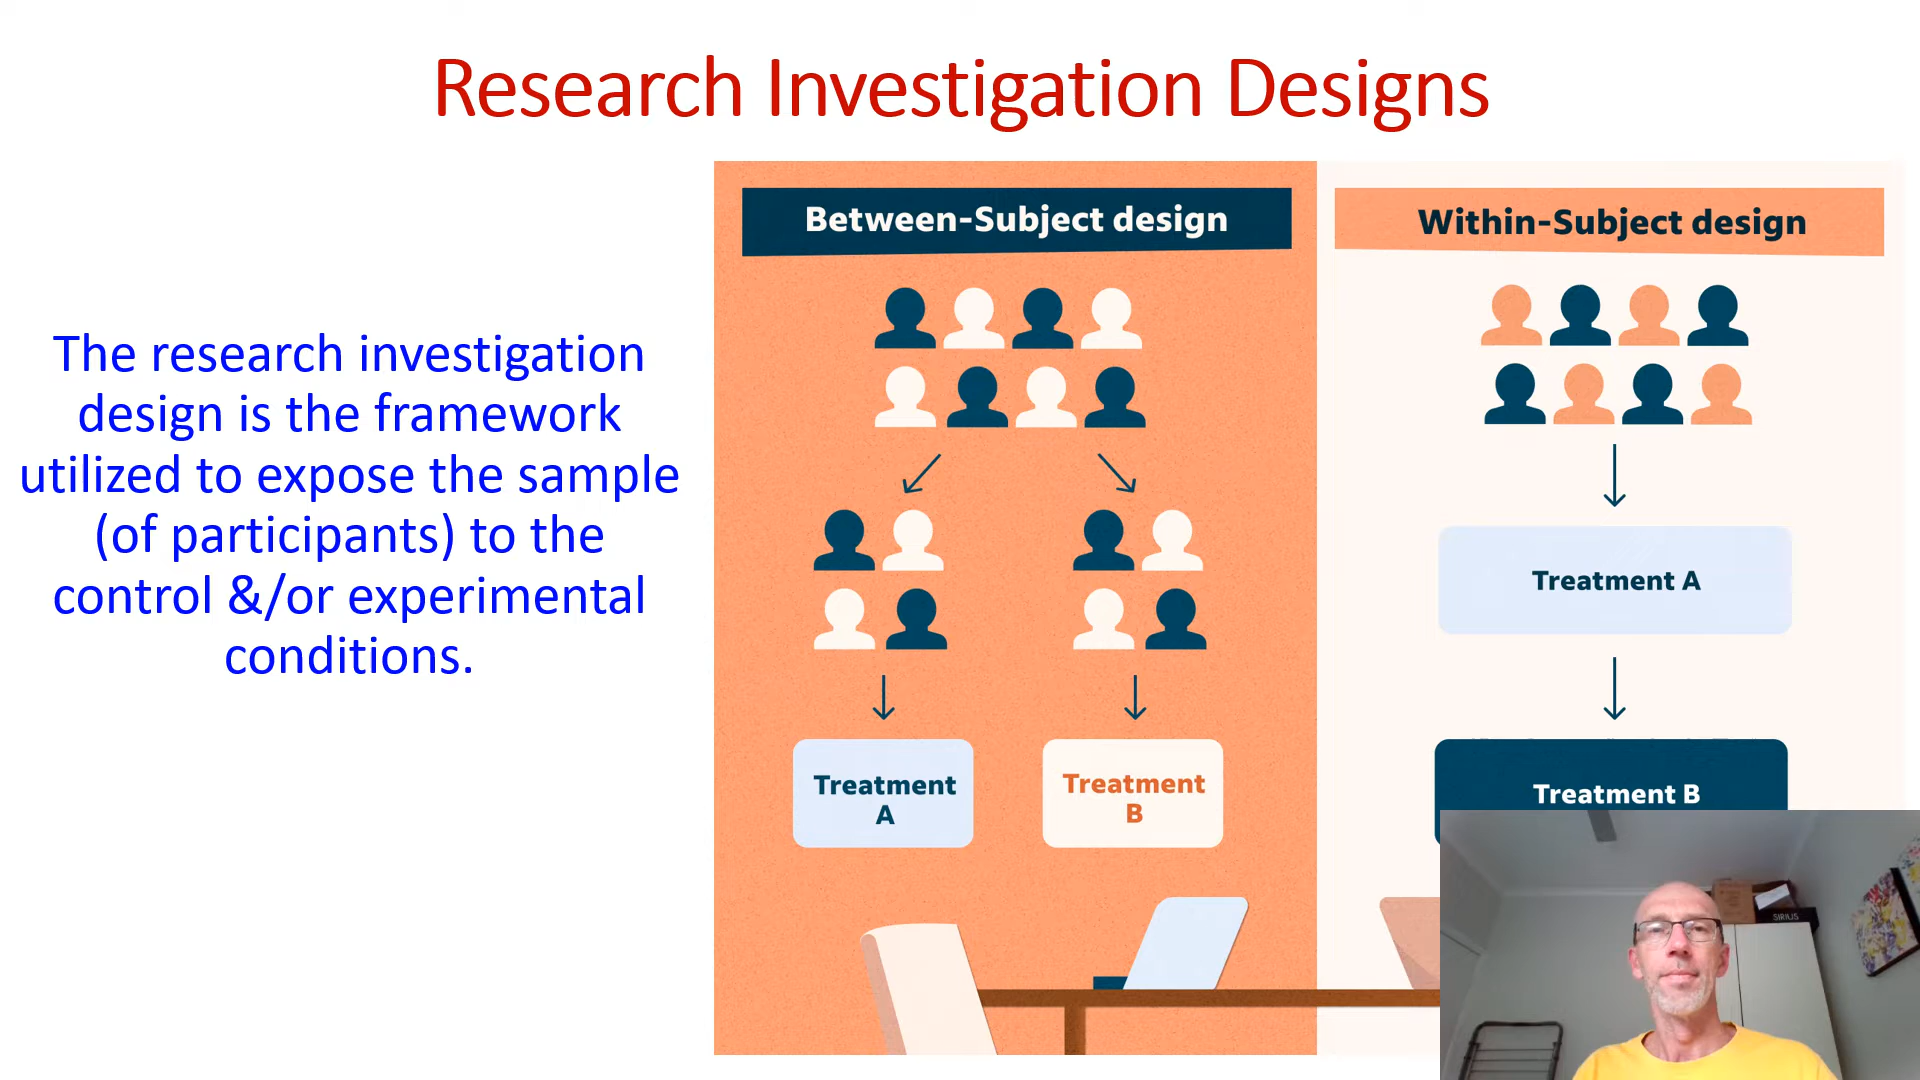 Research Investigation Designs
The research investigation
design is the framework
utilized to expose the sample
(of participants) to the
control &/or experimental
conditions.
Between-Subject design
Treatment
A
Treatment
B
Within-Subject design
Treatment A
Treatment B
SIRIUS